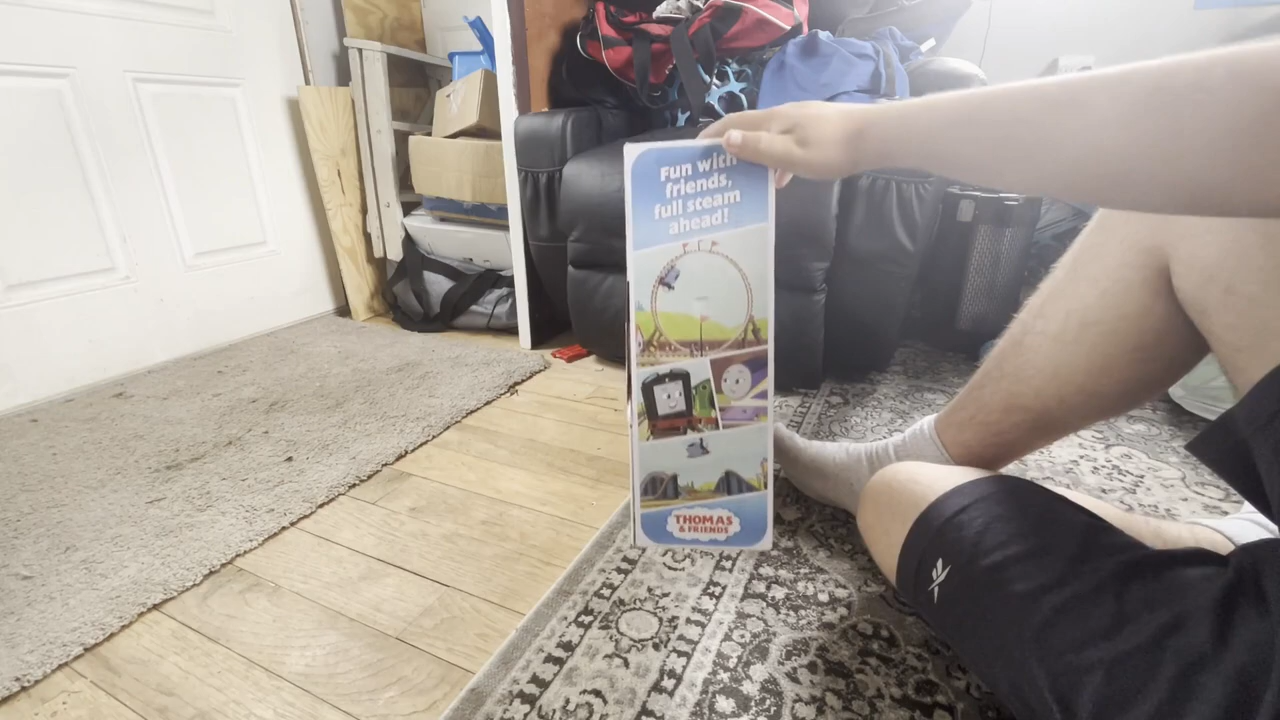 Fun with
friends,
full steam
ahead!
THOMAS
& FRIENDS